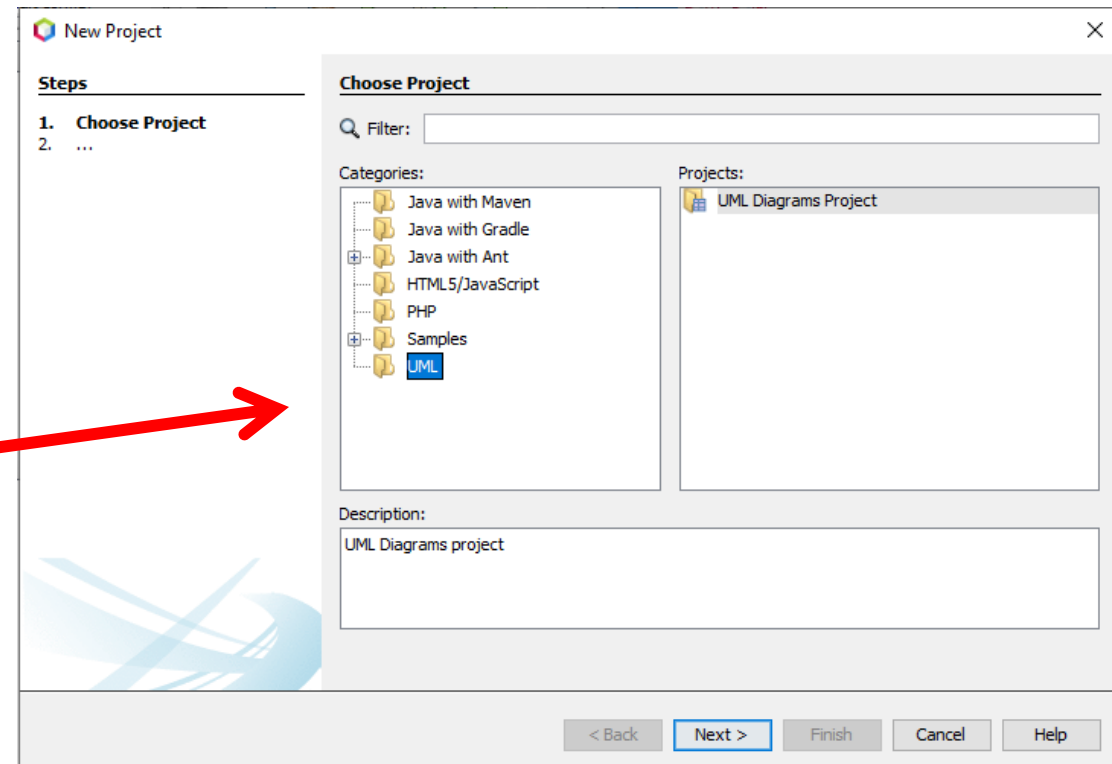 New Project
Steps
1. Choose Project
2. ...
Choose Project
Filter:
Categories:
Java with Maven
Java with Gradle
Java with Ant
HTML5/JavaScript
PHP
Samples
UML
Projects:
UML Diagrams Project
Description:
UML Diagrams project
< Back Next > Finish Cancel Help